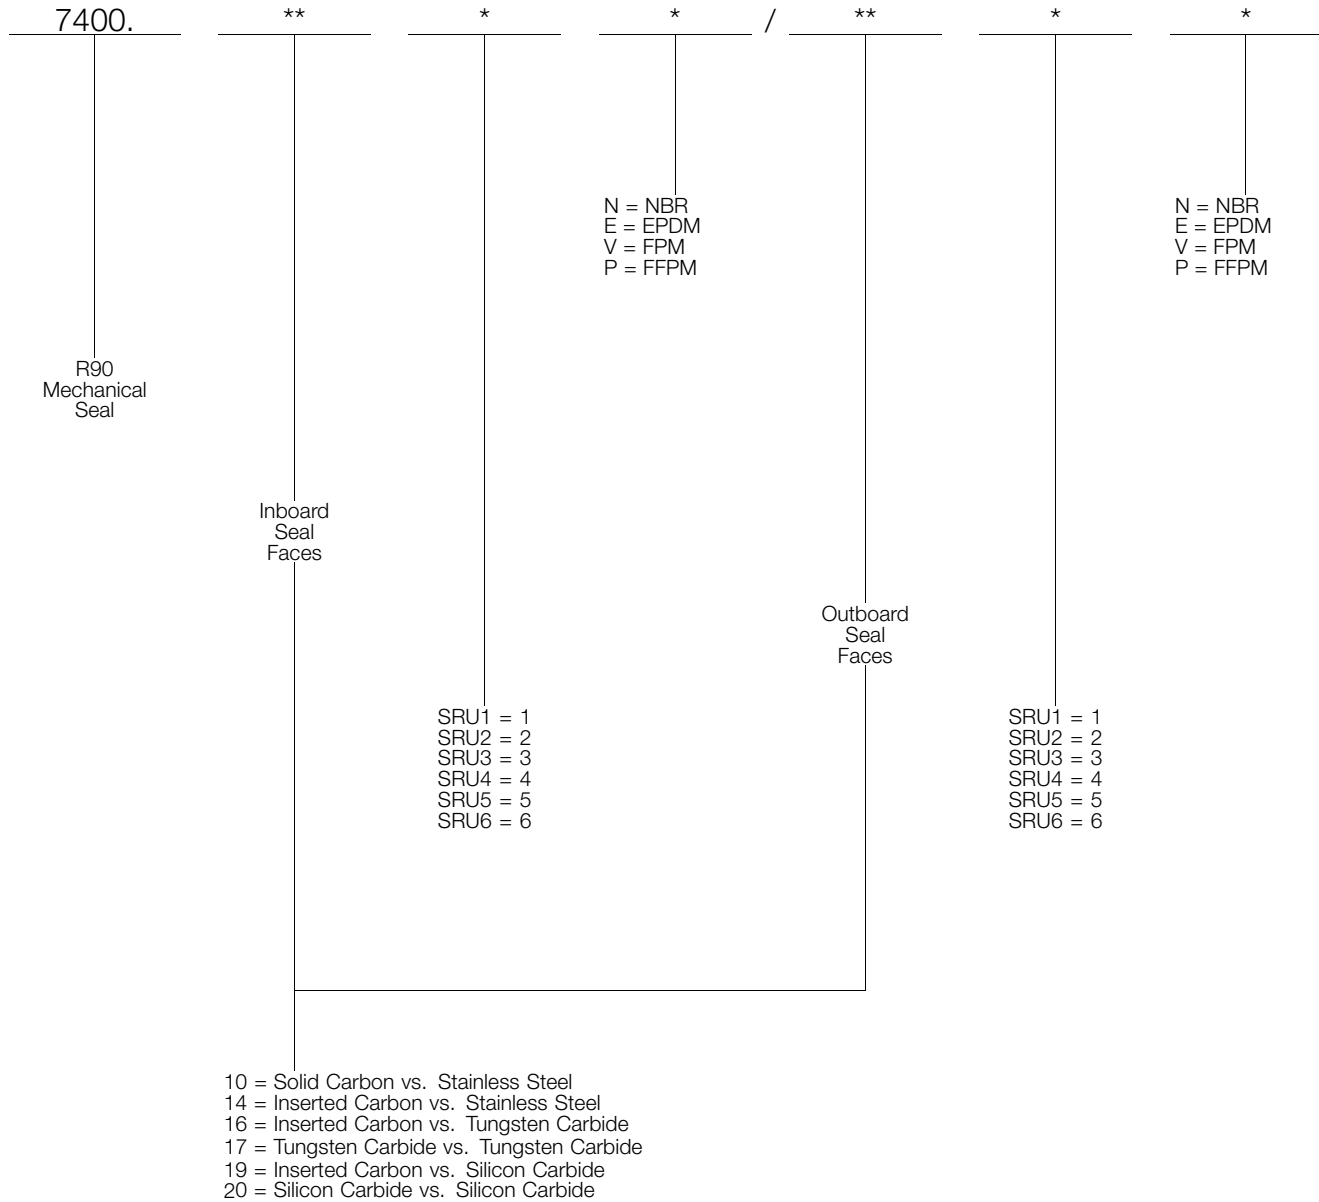 7400. ** * * / ** * *
N = NBR
E = EPDM
V = FPM
P = FFPM
N = NBR
E = EPDM
V = FPM
P = FFPM
R90
Mechanical
Seal
Inboard
Seal
Faces
Outboard
Seal
Faces
SRU1 = 1
SRU2 = 2
SRU3 = 3
SRU4 = 4
SRU5 = 5
SRU6 = 6
SRU1 = 1
SRU2 = 2
SRU3 = 3
SRU4 = 4
SRU5 = 5
SRU6 = 6
10 = Solid Carbon vs. Stainless Steel
14 = Inserted Carbon vs. Stainless Steel
16 = Inserted Carbon vs. Tungsten Carbide
17 = Tungsten Carbide vs. Tungsten Carbide
19 = Inserted Carbon vs. Silicon Carbide
20 = Silicon Carbide vs. Silicon Carbide